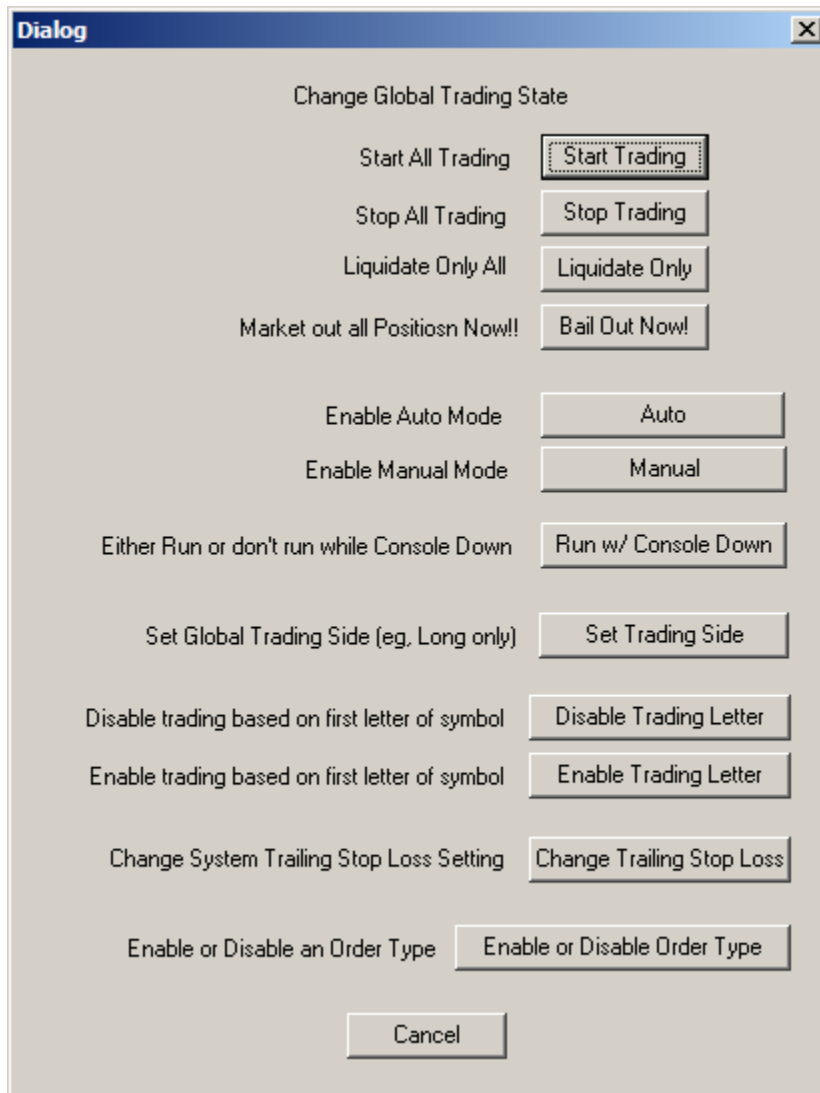 Dialog
Change Global Trading State
Start All Trading Start Trading
Stop All Trading Stop Trading
Liquidate Only All Liquidate Only
Market out all Positiosn Now!! Bail Out Now!
Enable Auto Mode Auto
Enable Manual Mode Manual
Either Run or don't run while Console Down Run w/ Console Down
Set Global Trading Side (eg, Long only) Set Trading Side
Disable trading based on first letter of symbol Disable Trading Letter
Enable trading based on first letter of symbol Enable Trading Letter
Change System Trailing Stop Loss Setting Change Trailing Stop Loss
Enable or Disable an Order Type Enable or Disable Order Type
Cancel